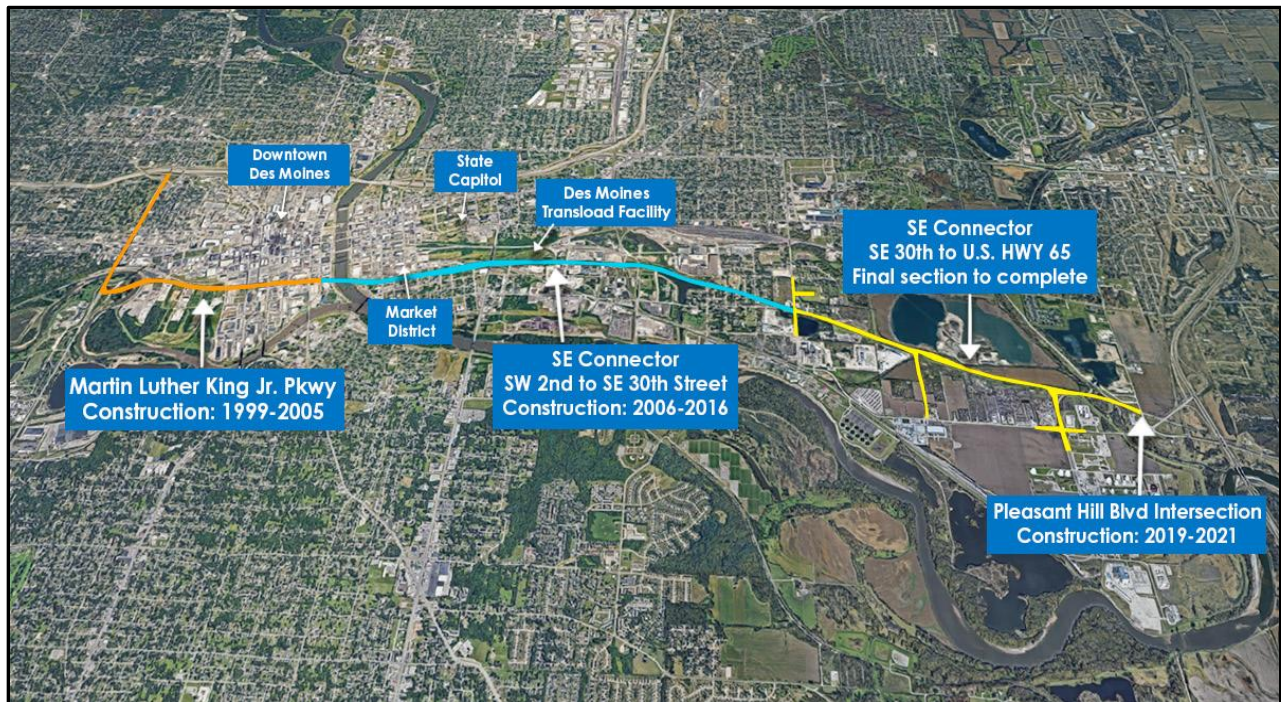 Downtown
Des Moines
State
Capitol
Des Moines
Transload Facility
SE Connector
SE 30th to U.S. HWY 65
Final section to complete
Market
District
Martin Luther King Jr. Pkwy
Construction: 1999-2005
SE Connector
SW 2nd to SE 30th Street
Construction: 2006-2016
Pleasant Hill Blvd Intersection
Construction: 2019-2021